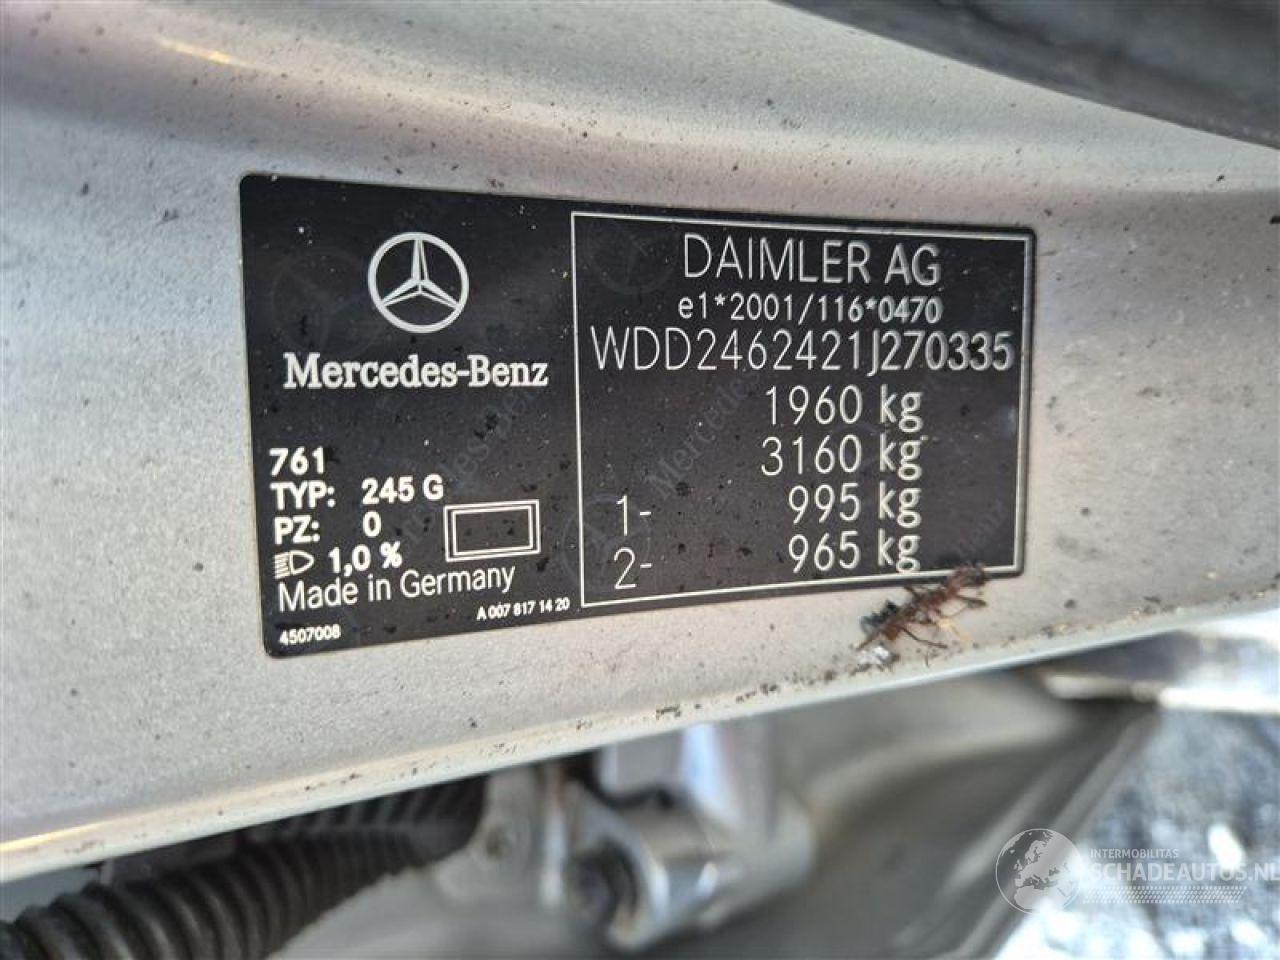 Mercedes-Benz
761
TYP: 245 G
PZ: 0
1,0 %
Made in Germany
A 007 817 14 20
4507008
DAIMLER AG
e1*2001/116*0470
WDD2462421J270335
1960 kg
3160 kg
1- 995 kg
2- 965 kg
INTERMOBILITAS
SCHADEAUTOS.NL